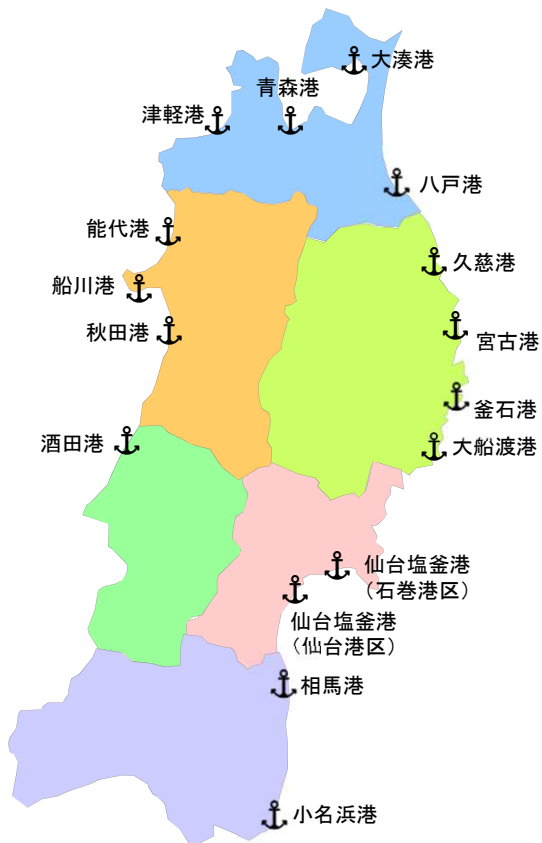 大湊港
青森港
津軽港
八戸港
能代港
久慈港
船川港
秋田港
宮古港
釜石港
酒田港
大船渡港
仙台塩釜港
（石巻港区）
仙台塩釜港
（仙台港区）
相馬港
小名浜港